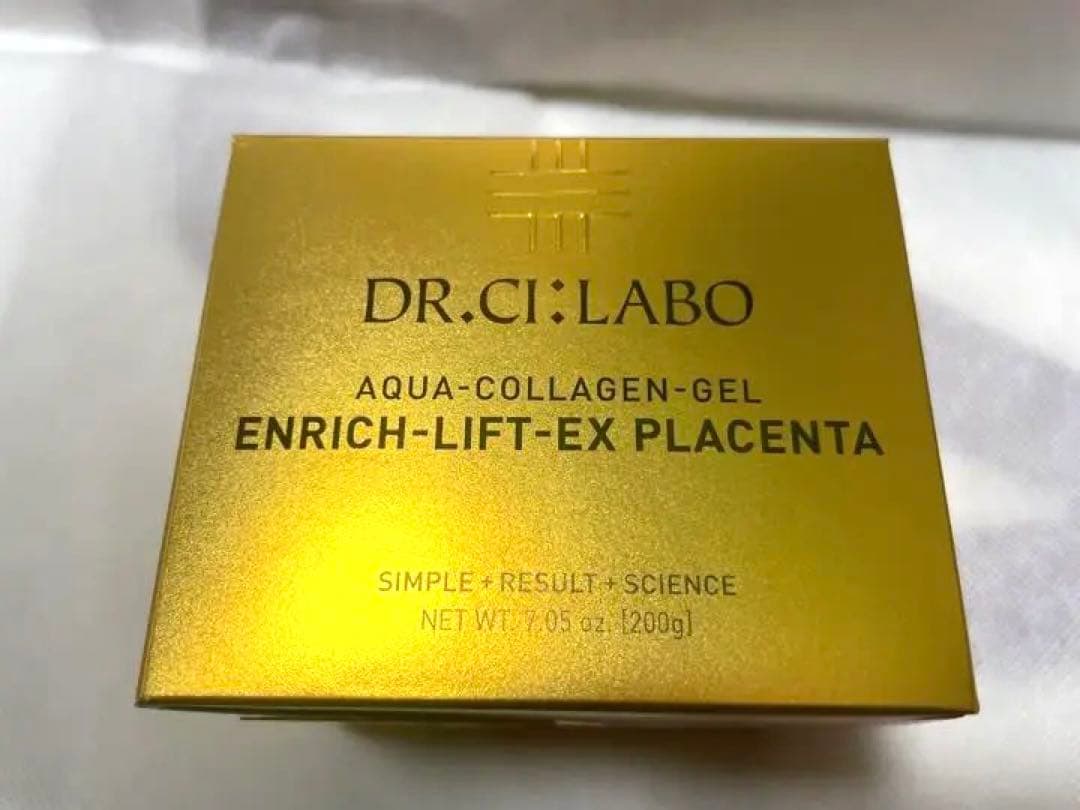 DR.CI:LABO
AQUA-COLLAGEN-GEL
ENRICH-LIFT-EX PLACENTA
SIMPLE + RESULT + SCIENCE
NET WT. 7.05 oz. [200g]